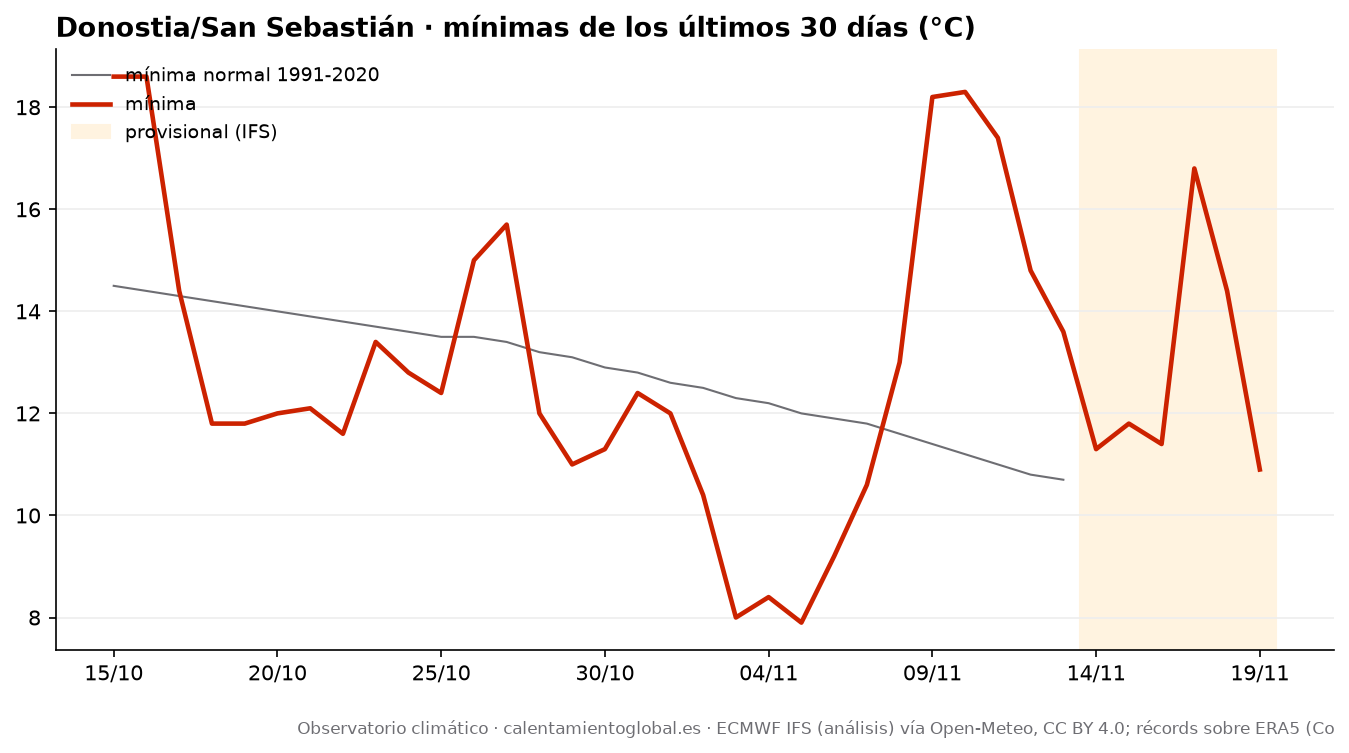 Donostia/San Sebastián · mínimas de los últimos 30 días (°C)
mínima normal 1991-2020
mínima
provisional (IFS)
18
16
14
12
10
8
15/10 20/10 25/10 30/10 04/11 09/11 14/11 19/11
Observatorio climático · calentamientoglobal.es · ECMWF IFS (análisis) vía Open-Meteo, CC BY 4.0; récords sobre ERA5 (Co